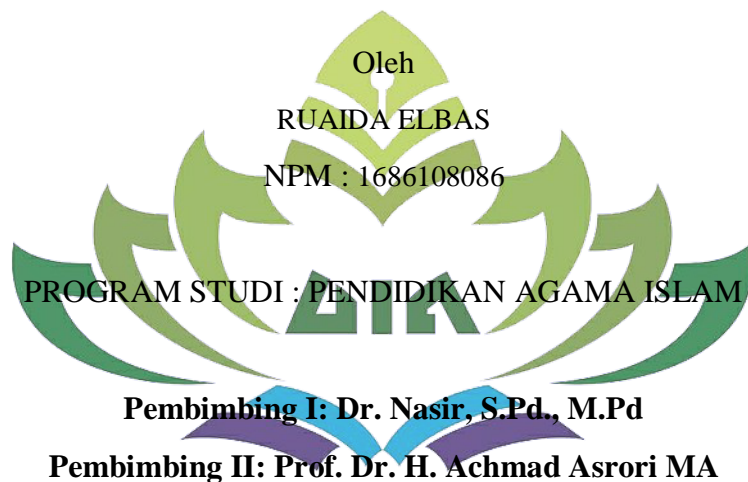 Oleh
RUAIDA ELBAS
NPM : 1686108086
PROGRAM STUDI : PENDIDIKAN AGAMA ISLAM
Pembimbing I: Dr. Nasir, S.Pd., M.Pd
Pembimbing II: Prof. Dr. H. Achmad Asrori MA